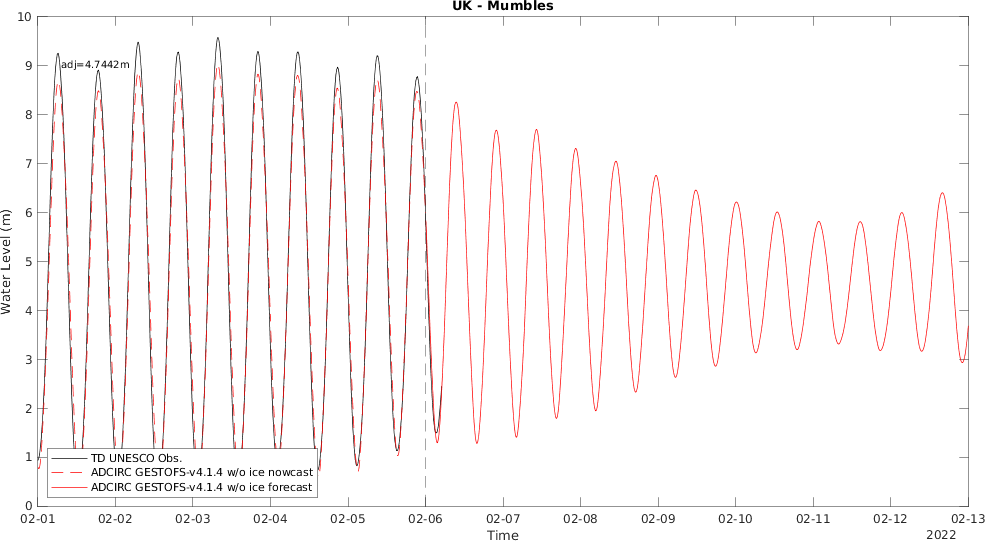 UK - Mumbles
10
9
8
7
6
5
4
3
2
1
0
Water Level (m)
adj=4.7442m
TD UNESCO Obs.
ADCIRC GESTOFS-v4.1.4 w/o ice nowcast
ADCIRC GESTOFS-v4.1.4 w/o ice forecast
02-01 02-02 02-03 02-04 02-05 02-06 02-07 02-08 02-09 02-10 02-11 02-12 02-13
Time
2022